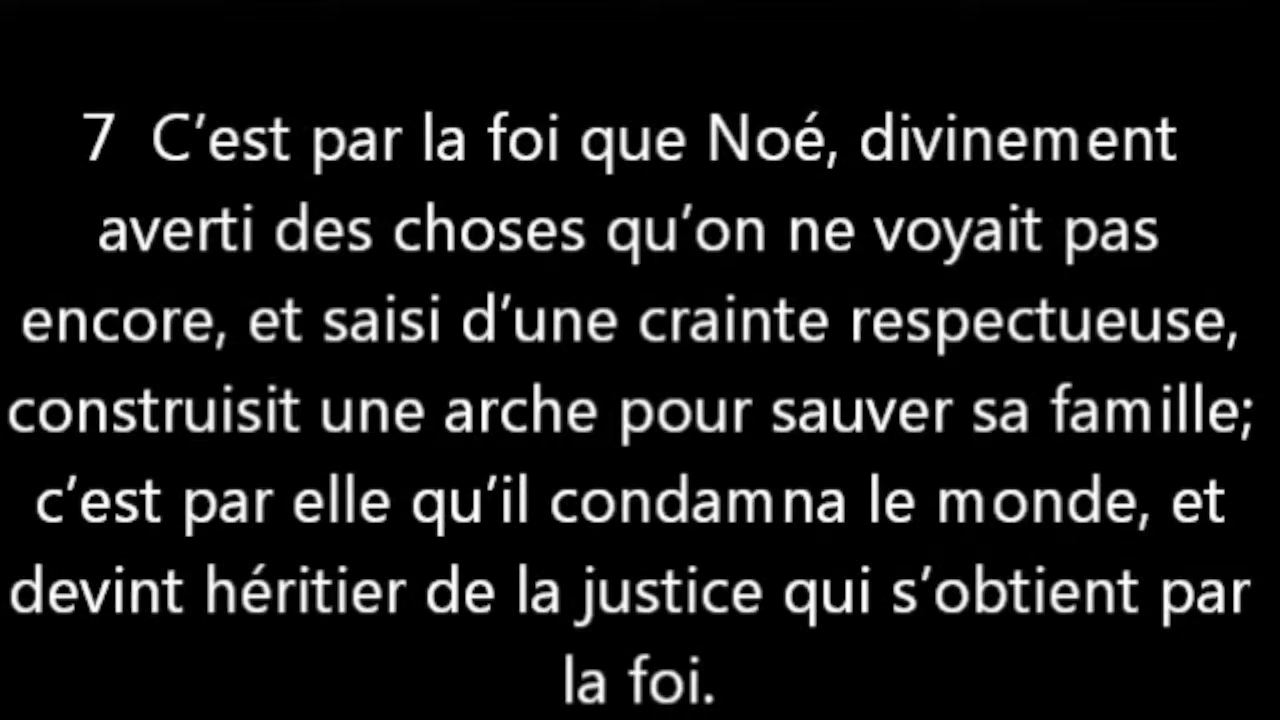 7  C’est par la foi que Noé, divinement
averti des choses qu’on ne voyait pas
encore, et saisi d’une crainte respectueuse,
construisit une arche pour sauver sa famille;
c’est par elle qu’il condamna le monde, et
devint héritier de la justice qui s’obtient par
la foi.